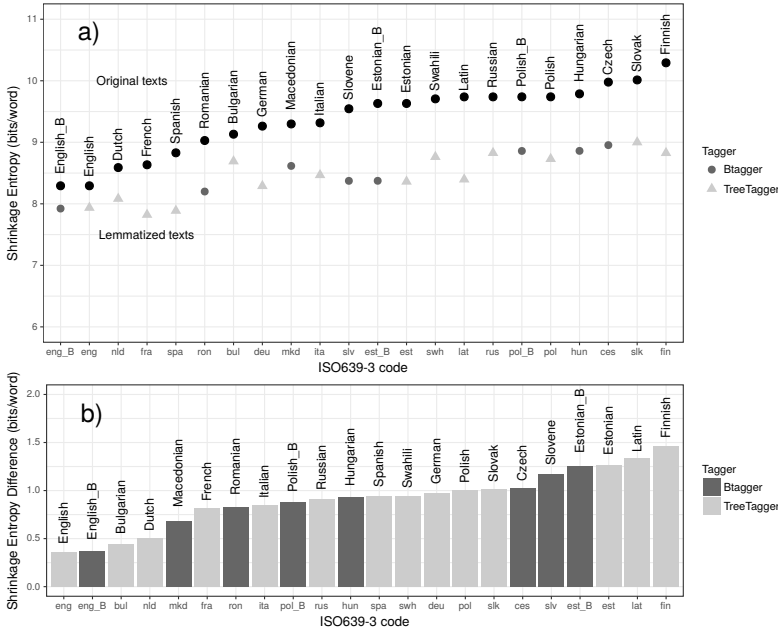 a)
Original texts
Lemmatized texts
English_B
English
Dutch
French
Spanish
Romanian
Bulgarian
German
Macedonian
Italian
Slovene
Estonian_B
Estonian
Swahili
Latin
Russian
Polish_B
Polish
Hungarian
Czech
Slovak
Finnish
Shrinkage Entropy (bits/word)
11
10
9
8
7
6
eng_B eng nld fra spa ron bul deu mkd ita slv est_B est swh lat rus pol_B pol hun ces slk fin
ISO639-3 code
Tagger
Btagger
TreeTagger
b)
English
English_B
Bulgarian
Dutch
Macedonian
French
Romanian
Italian
Polish_B
Russian
Hungarian
Spanish
Swahili
German
Polish
Slovak
Czech
Slovene
Estonian_B
Estonian
Latin
Finnish
Shrinkage Entropy Difference (bits/word)
2.0
1.5
1.0
0.5
0.0
eng eng_B bul nld mkd fra ron ita pol_B rus hun spa swh deu pol slk ces slv est_B est lat fin
ISO639-3 code
Tagger
Btagger
TreeTagger